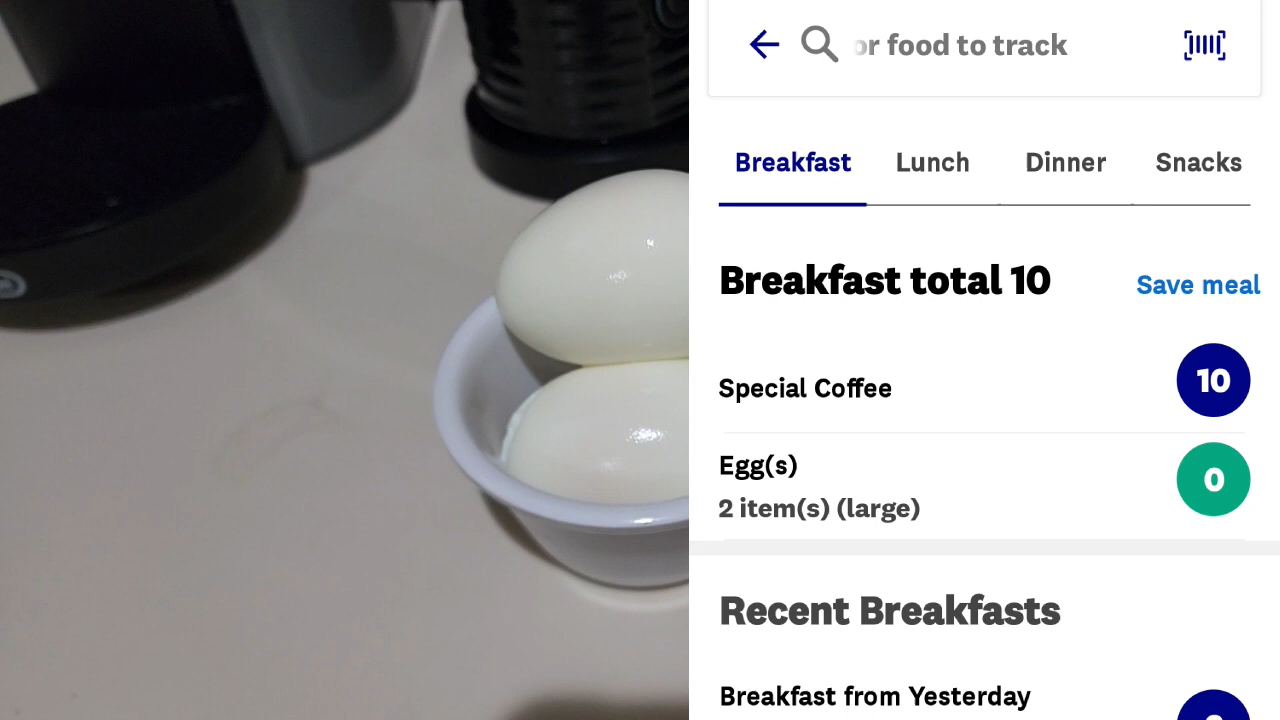 or food to track
Breakfast Lunch Dinner Snacks
Breakfast total 10 Save meal
Special Coffee 10
Egg(s) 0
2 item(s) (large)
Recent Breakfasts
Breakfast from Yesterday